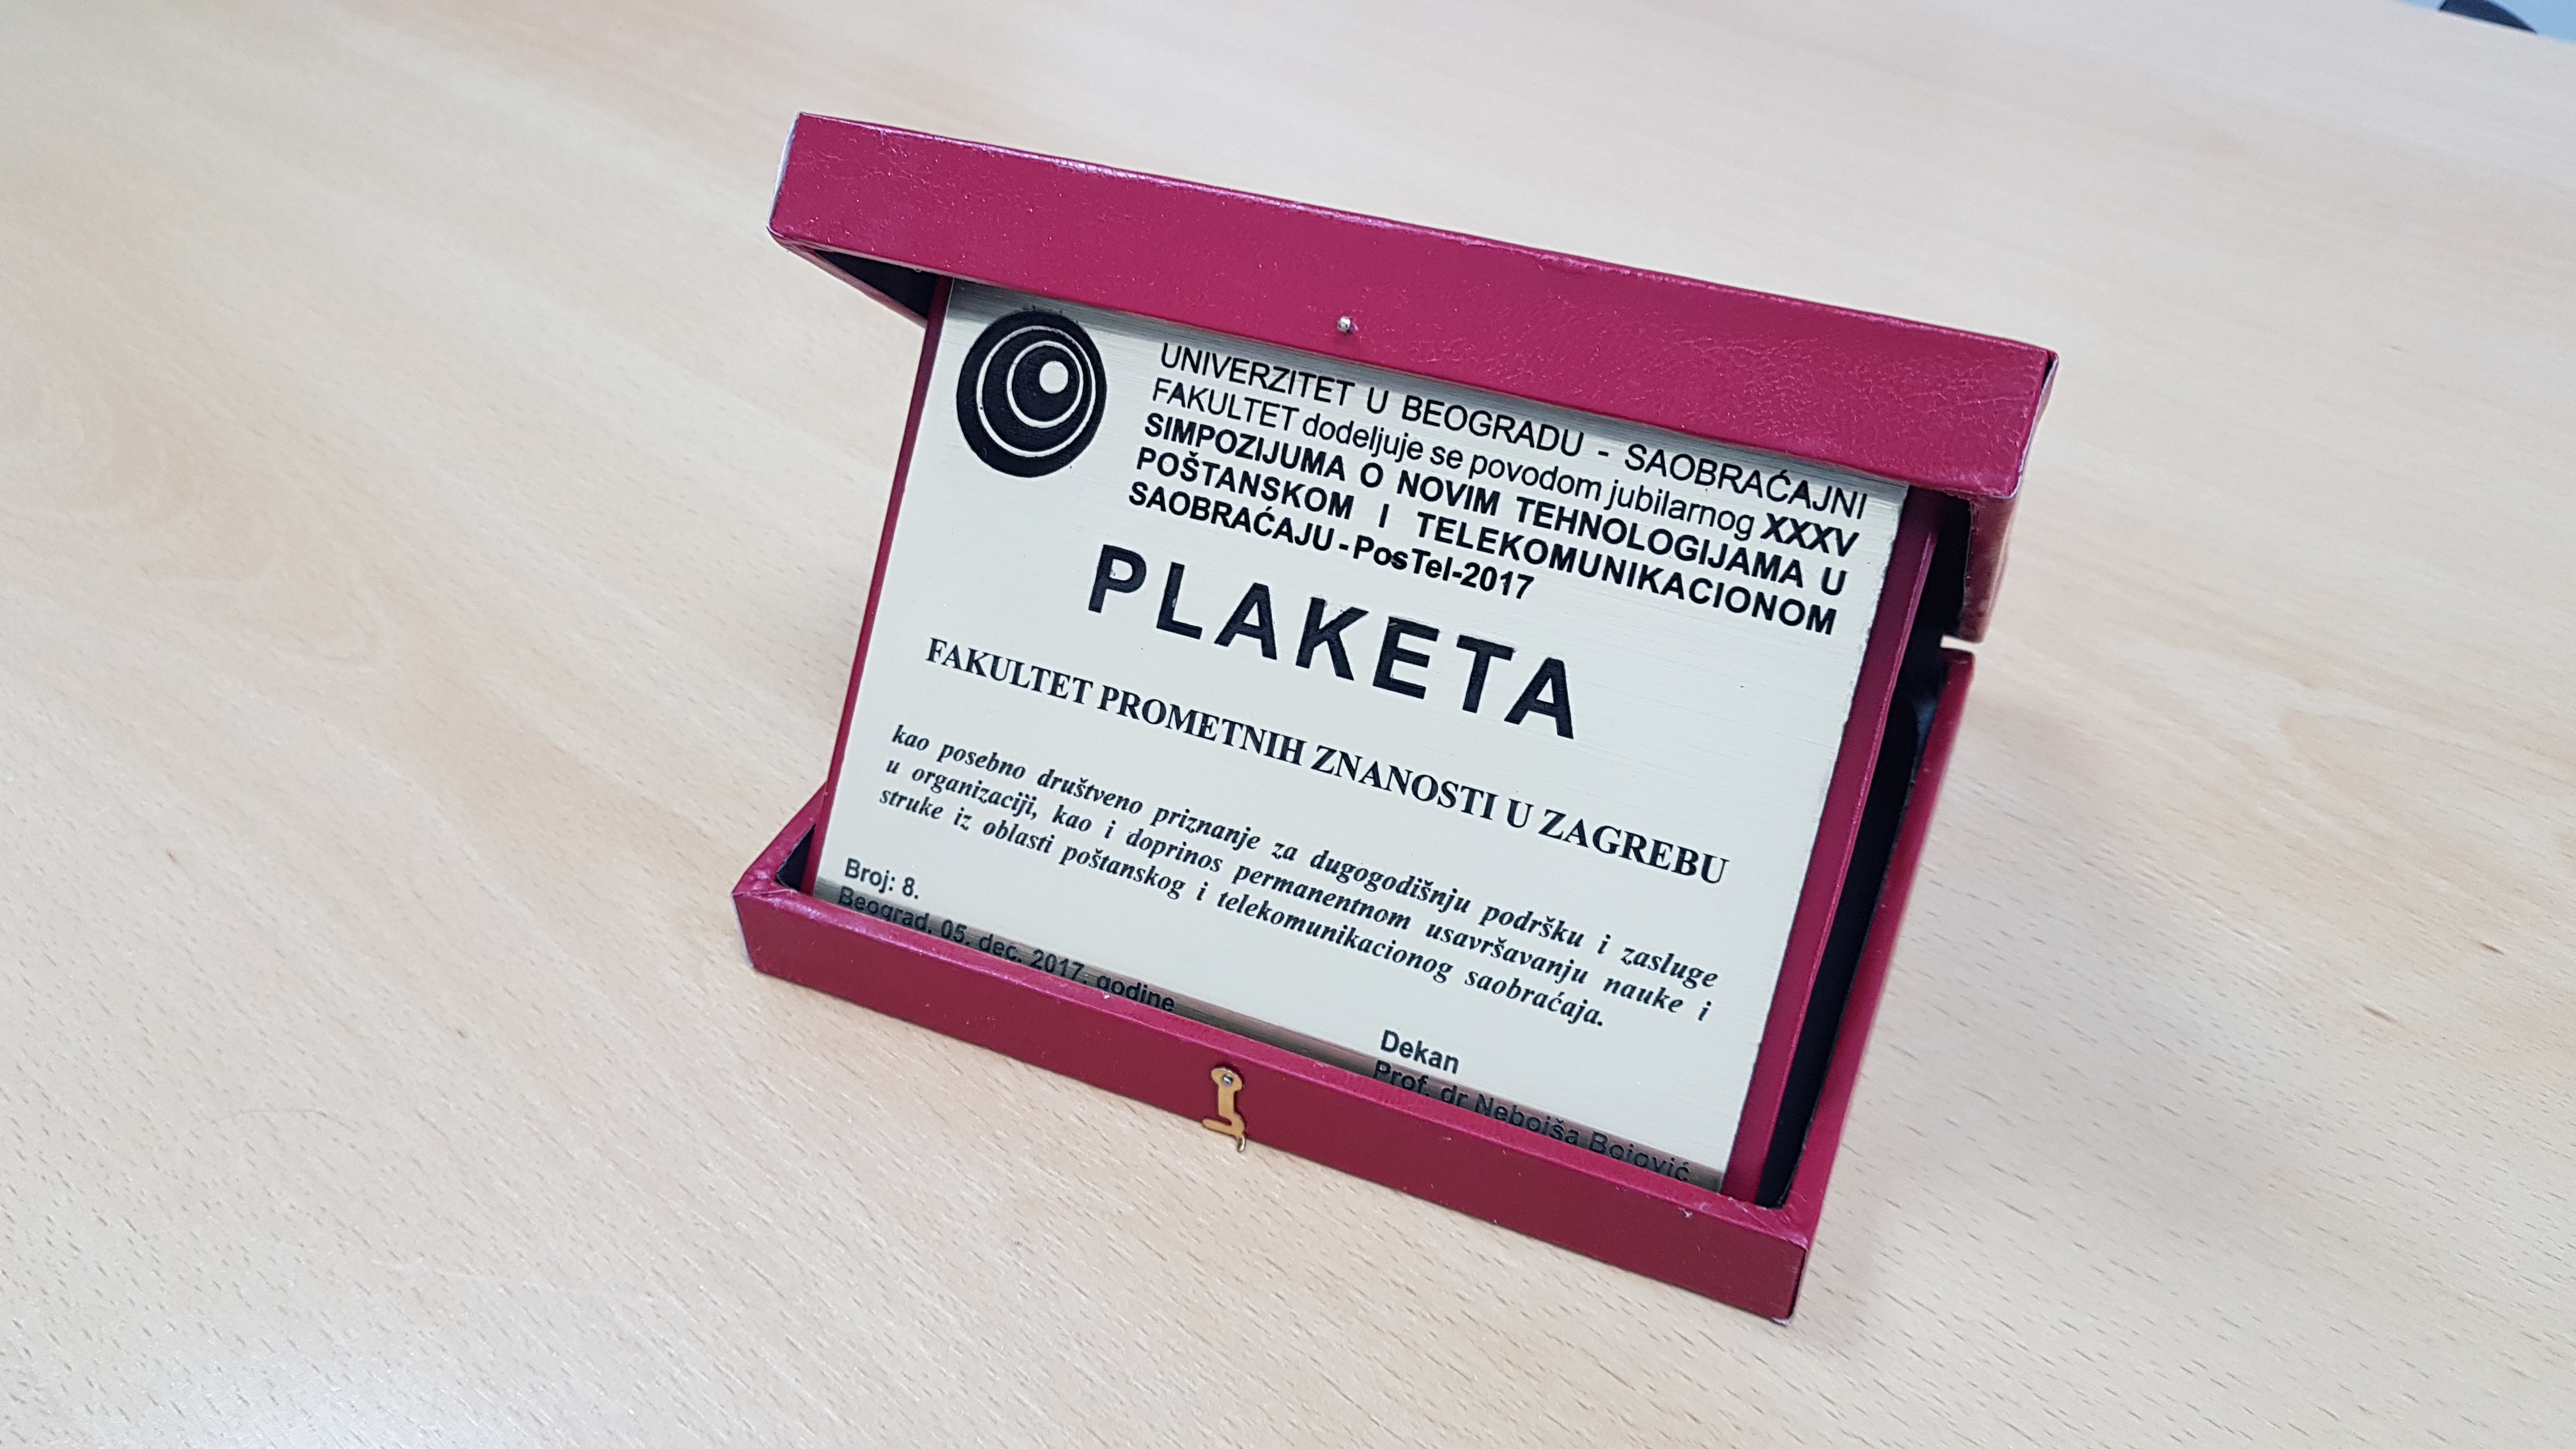 UNIVERZITET U BEOGRADU - SAOBRAĆAJNI
FAKULTET dodeljuje se povodom jubilarnog XXXV
SIMPOZIJUMA O NOVIM TEHNOLOGIJAMA U
POŠTANSKOM I TELEKOMUNIKACIONOM
SAOBRAĆAJU - PosTel-2017
PLAKETA
FAKULTET PROMETNIH ZNANOSTI U ZAGREBU
kao posebno društveno priznanje za dugogodišnju podršku i zasluge
u organizaciji, kao i doprinos permanentnom usavršavanju nauke i
struke iz oblasti poštanskog i telekomunikacionog saobraćaja.
Broj: 8.
Beograd, 05. dec. 2017. godine
Dekan
Prof. dr Nebojša Bojović